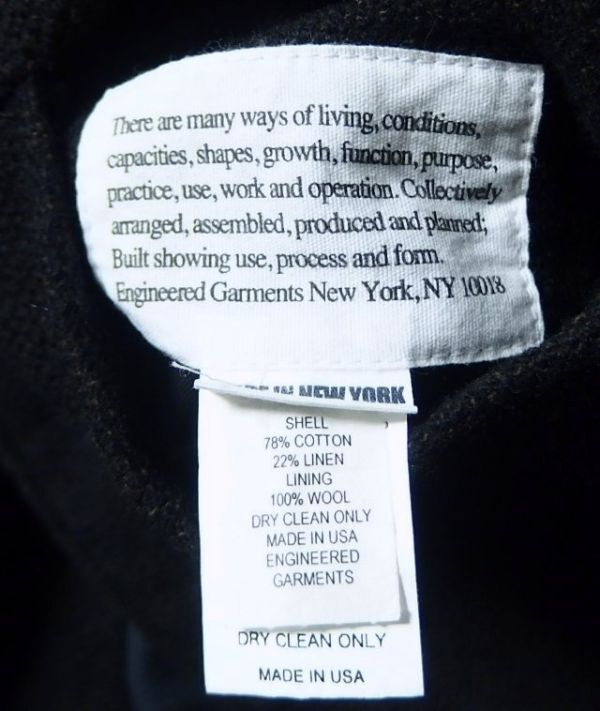 There are many ways of living, conditions,
capacities, shapes, growth, function, purpose,
practice, use, work and operation. Collectively
arranged, assembled, produced and planned;
Built showing use, process and form.
Engineered Garments New York, NY 10018
IN NEW YORK
SHELL
78% COTTON
22% LINEN
LINING
100% WOOL
DRY CLEAN ONLY
MADE IN USA
ENGINEERED
GARMENTS
DRY CLEAN ONLY
MADE IN USA